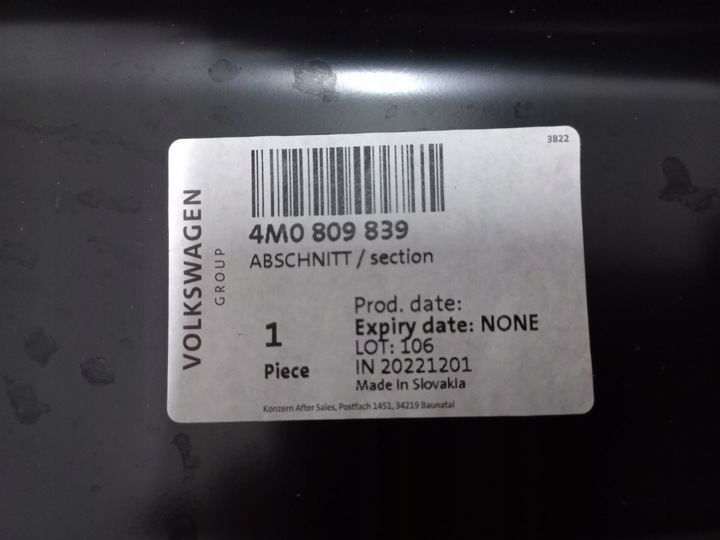 3822
VOLKSWAGEN
GROUP
4M0 809 839
ABSCHNITT / section
1
Piece
Prod. date:
Expiry date: NONE
LOT: 106
IN 20221201
Made In Slovakia
Konzern After Sales, Postfach 1451, 34219 Baunatal